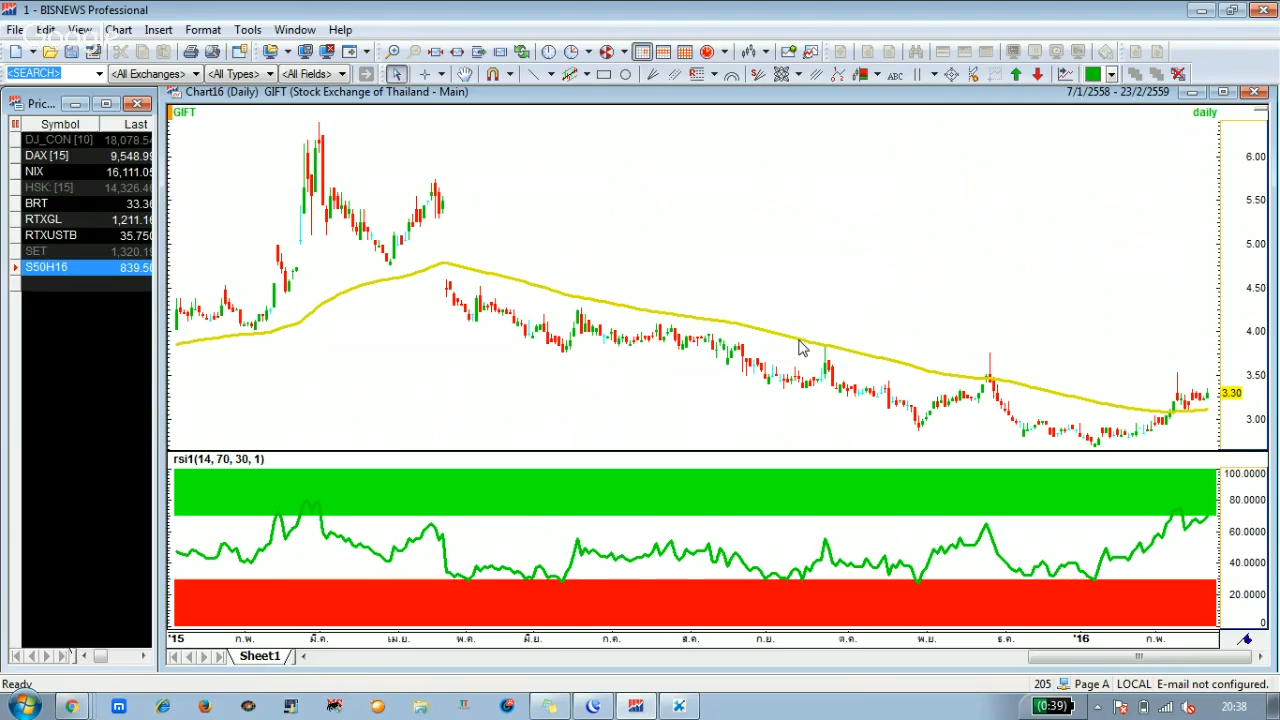 1 - BISNEWS Professional
File Edit View Chart Insert Format Tools Window Help
<SEARCH> <All Exchanges> <All Types> <All Fields>
ABC
Pric...
Chart16 (Daily) GIFT (Stock Exchange of Thailand - Main) 7/1/2558 - 23/2/2559
Symbol Last
DJ_CON [10] 18,078.54
DAX [15] 9,548.99
NIX 16,111.05
HSK: [15] 14,326.46
BRT 33.36
RTXGL 1,211.16
RTXUSTB 35.750
SET 1,320.19
S50H16 839.50
GIFT daily
6.00
5.50
5.00
4.50
4.00
3.50
3.30
3.00
rsi1(14, 70, 30, 1)
100.0000
80.0000
60.0000
40.0000
20.0000
0
'15 ก.พ. มี.ค. เม.ย. พ.ค. มิ.ย. ก.ค. ส.ค. ก.ย. ต.ค. พ.ย. ธ.ค. '16 ก.พ.
Sheet1
Ready 205 Page A LOCAL E-mail not configured.
(0:39) 20:38